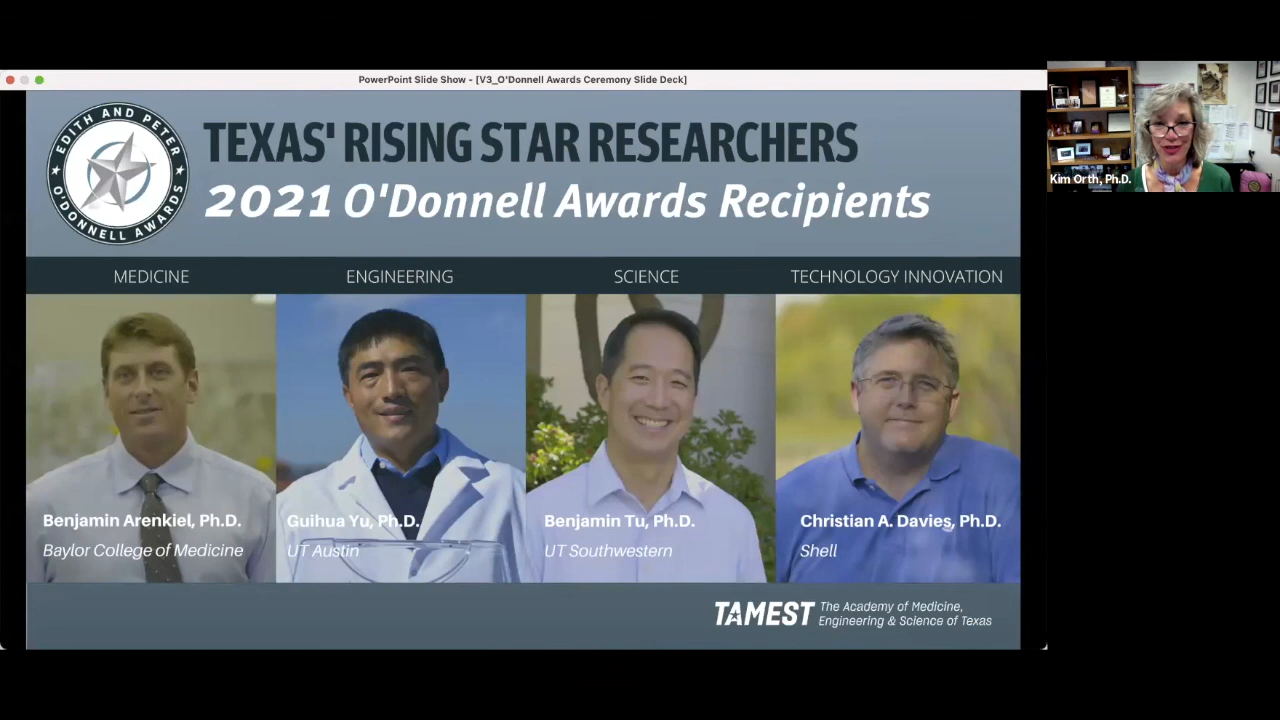 PowerPoint Slide Show - [V3_O'Donnell Awards Ceremony Slide Deck]
EDITH AND PETER
O'DONNELL AWARDS
TEXAS' RISING STAR RESEARCHERS
2021 O'Donnell Awards Recipients
Kim Orth, Ph.D.
MEDICINE
ENGINEERING
SCIENCE
TECHNOLOGY INNOVATION
Benjamin Arenkiel, Ph.D.
Baylor College of Medicine
Guihua Yu, Ph.D.
UT Austin
Benjamin Tu, Ph.D.
UT Southwestern
Christian A. Davies, Ph.D.
Shell
TAMEST
The Academy of Medicine,
Engineering & Science of Texas